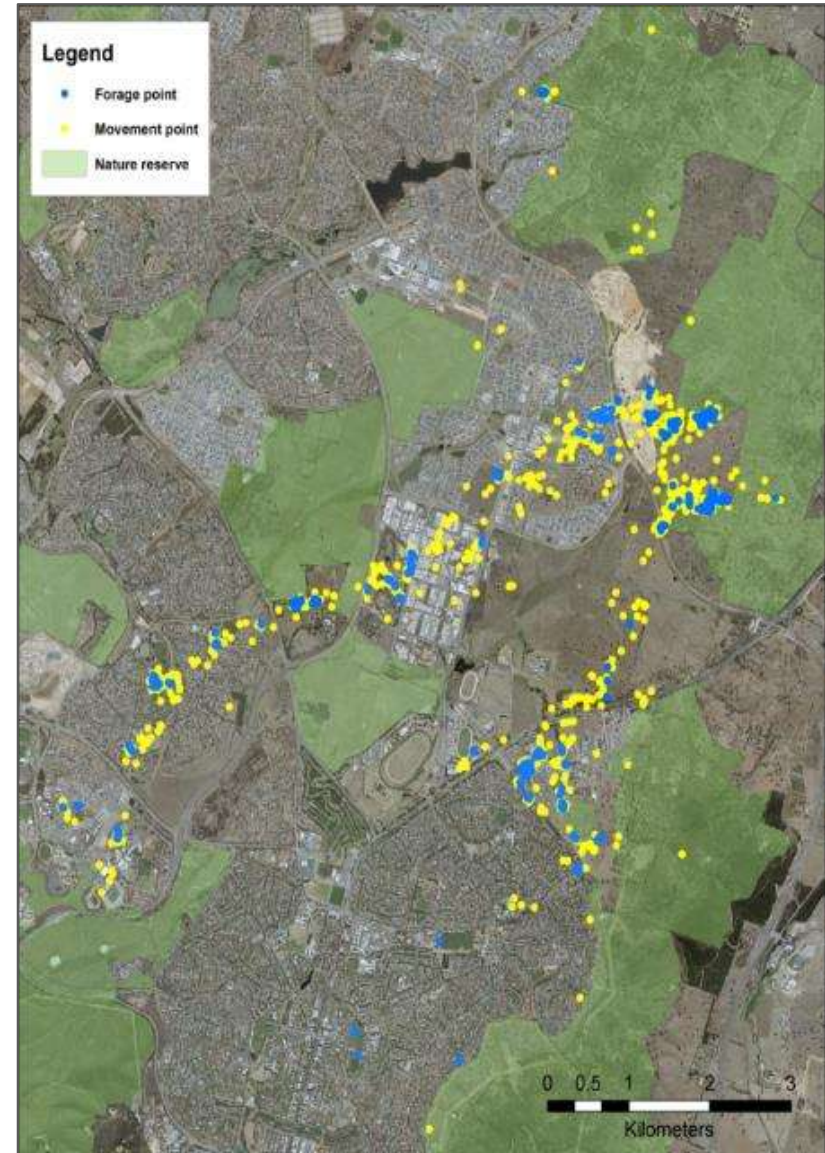 Legend
Forage point
Movement point
Nature reserve
0 0.5 1 2 3
Kilometers